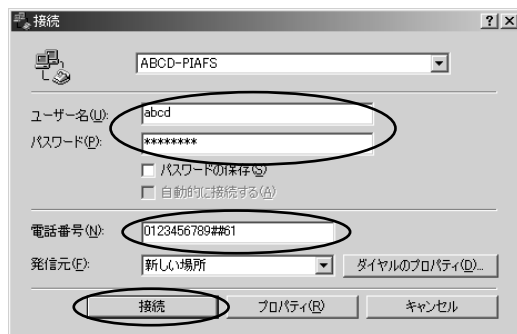 接続
ABCD-PIAFS
ユーザー名(U): abcd
パスワード(P): ********
パスワードの保存(S)
自動的に接続する(A)
電話番号(N): 0123456789##61
発信元(F): 新しい場所 ダイヤルのプロパティ(D)...
接続 プロパティ(R) キャンセル